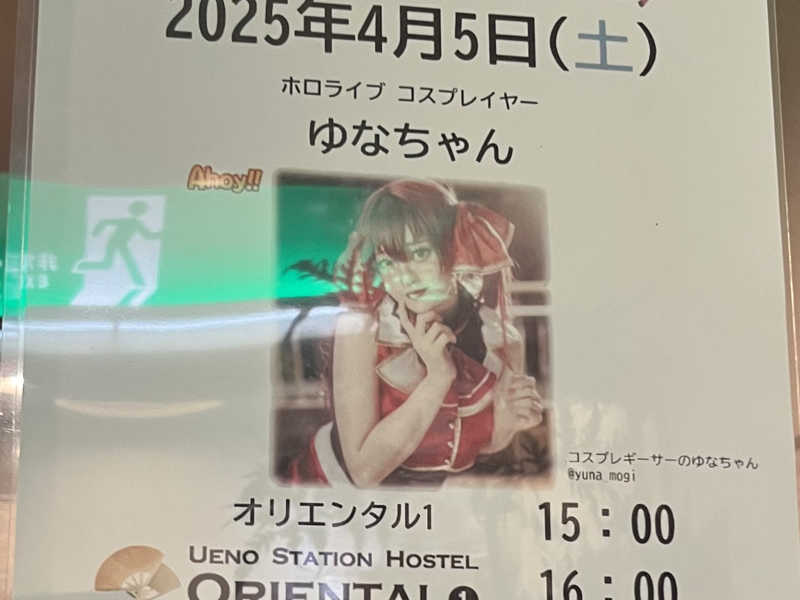 2025年4月5日(土)
ホロライブ コスプレイヤー
ゆなちゃん
Ahoy!!
コスプレギーサーのゆなちゃん
@yuna_mogi
オリエンタル1
15:00
UENO STATION HOSTEL
ORIENTAL 1
16:00